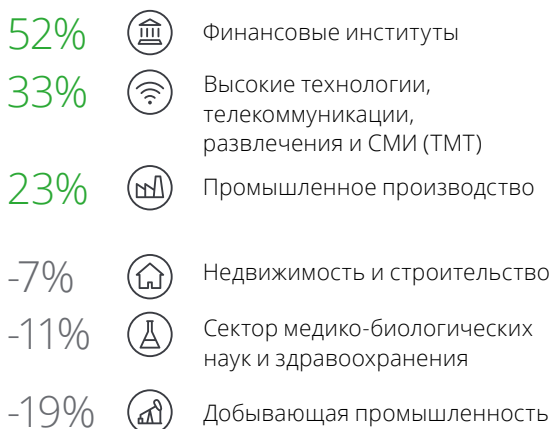 52% Финансовые институты
33% Высокие технологии,
телекоммуникации,
развлечения и СМИ (ТМТ)
23% Промышленное производство
-7% Недвижимость и строительство
-11% Сектор медико-биологических
наук и здравоохранения
-19% Добывающая промышленность